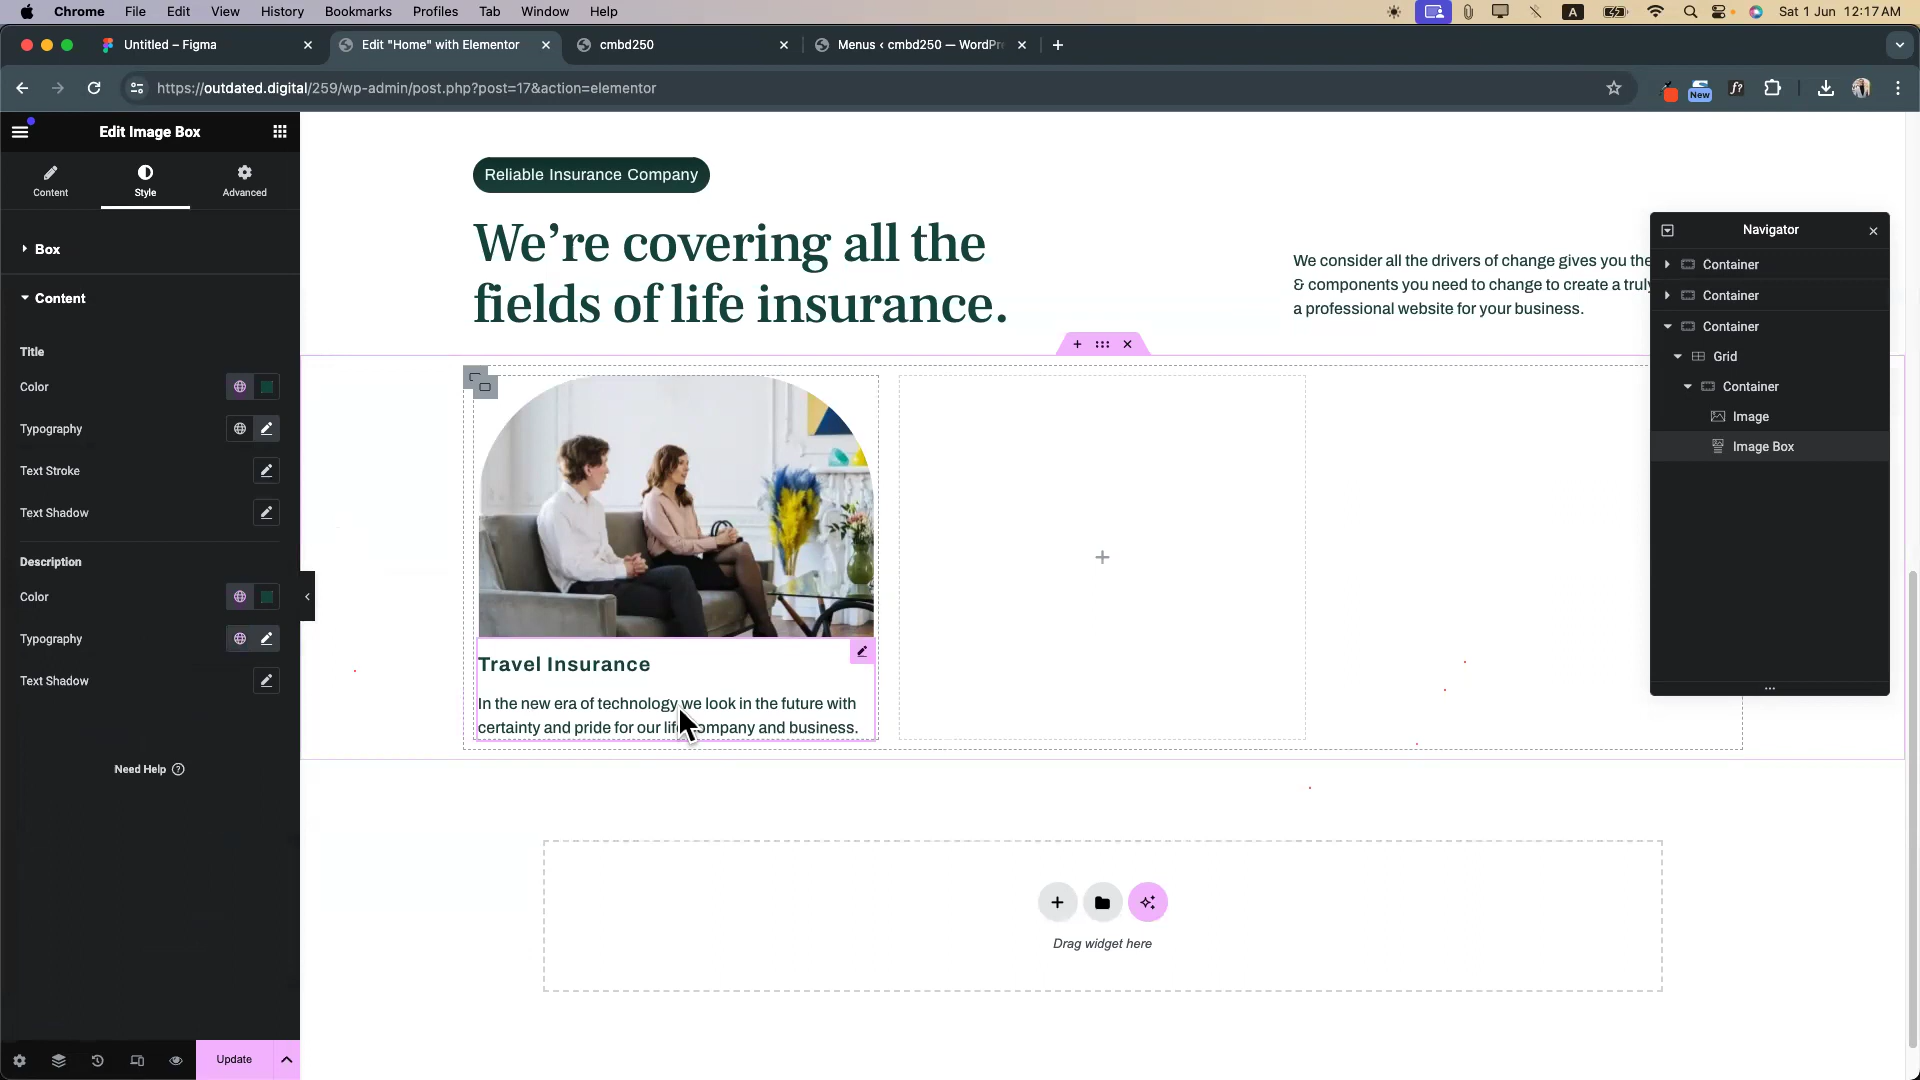 Chrome File Edit View History Bookmarks Profiles Tab Window Help
A
Sat 1 Jun 12:17 AM
Untitled – Figma
Edit "Home" with Elementor
cmbd250
Menus ‹ cmbd250 — WordPr
https://outdated.digital/259/wp-admin/post.php?post=17&action=elementor
New
f?
Edit Image Box
Content
Style
Advanced
Box
Content
Title
Color
Typography
Text Stroke
Text Shadow
Description
Color
Typography
Text Shadow
Need Help ?
Update
Reliable Insurance Company
We’re covering all the
fields of life insurance.
We consider all the drivers of change gives you the
& components you need to change to create a truly
a professional website for your business.
Travel Insurance
In the new era of technology we look in the future with
certainty and pride for our life company and business.
Drag widget here
Navigator
Container
Container
Container
Grid
Container
Image
Image Box